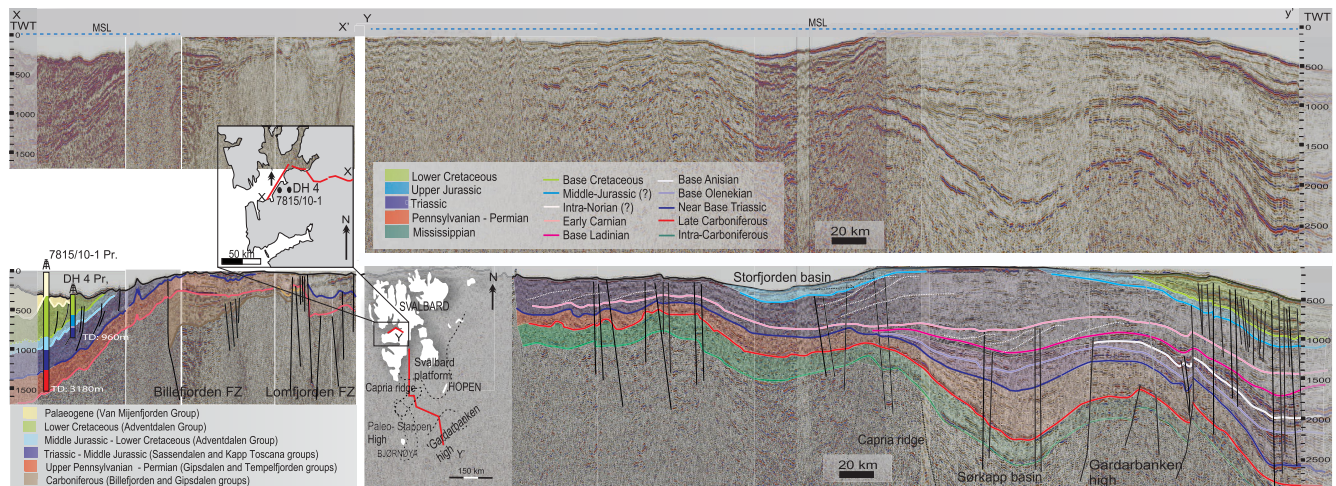 X
TWT
MSL
X'
Y
MSL
y'
TWT
0
500
1000
1500
0
500
1000
1500
2000
2500
DH 4
7815/10-1
X
X
N
50 km
Lower Cretaceous
Upper Jurassic
Triassic
Pennsylvanian - Permian
Mississippian
Base Cretaceous
Middle-Jurassic (?)
Intra-Norian (?)
Early Carnian
Base Ladinian
Base Anisian
Base Olenekian
Near Base Triassic
Late Carboniferous
Intra-Carboniferous
20 km
7815/10-1 Pr.
DH 4 Pr.
0
500
1000
1500
TD: 960m
TD: 3180m
Billefjorden FZ
Lomfjorden FZ
Palaeogene (Van Mijenfjorden Group)
Lower Cretaceous (Adventdalen Group)
Middle Jurassic - Lower Cretaceous (Adventdalen Group)
Triassic - Middle Jurassic (Sassendalen and Kapp Toscana groups)
Upper Pennsylvanian - Permian (Gipsdalen and Tempelfjorden groups)
Carboniferous (Billefjorden and Gipsdalen groups)
N
SVALBARD
Y
Svalbard
platform
HOPEN
Capria ridge
Paleo-
Stappen
High
BJØRNØYA
Gardarbanken
high
Y'
150 km
Storfjorden basin
Capria ridge
20 km
Sørkapp basin
Gardarbanken
high
0
500
1000
1500
2000
2500